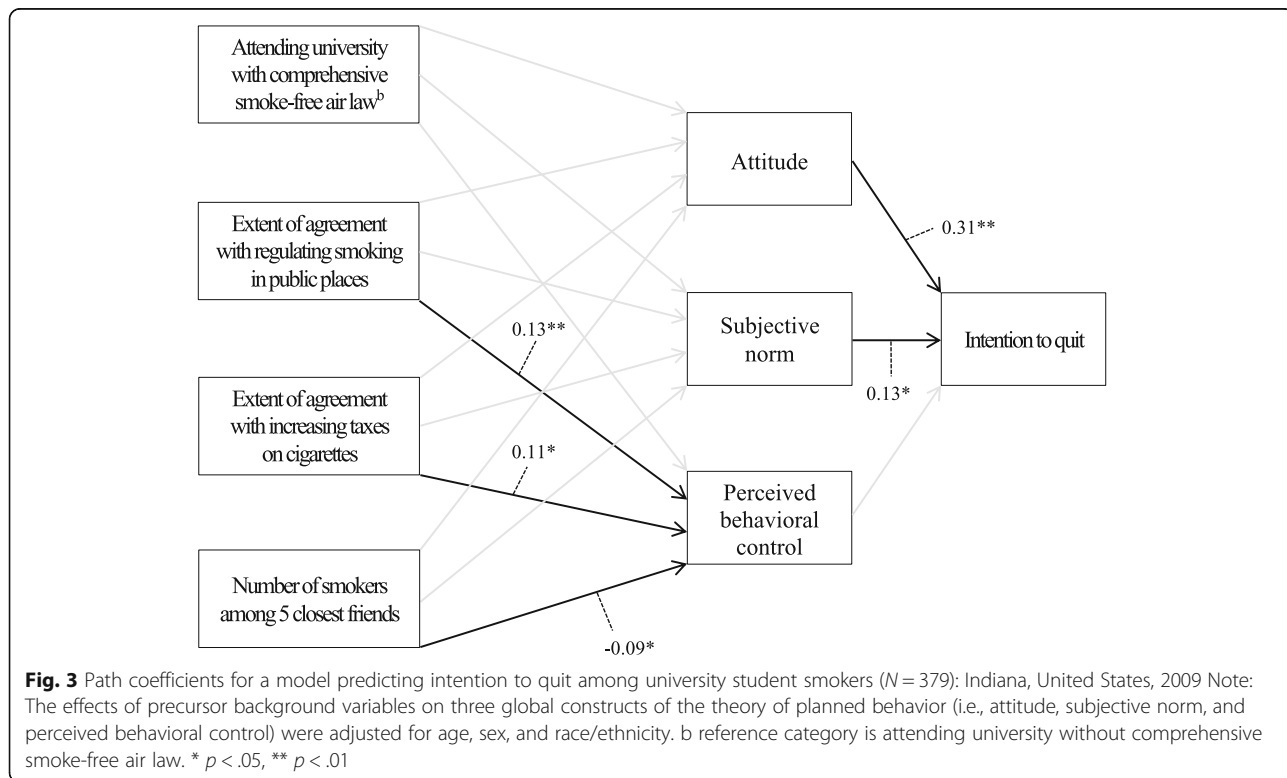 Attending university
with comprehensive
smoke-free air lawb
Attitude
Extent of agreement
with regulating smoking
in public places
0.31**
0.13**
Subjective
norm
Intention to quit
0.13*
Extent of agreement
with increasing taxes
on cigarettes
0.11*
Perceived
behavioral
control
Number of smokers
among 5 closest friends
-0.09*
Fig. 3 Path coefficients for a model predicting intention to quit among university student smokers (N = 379): Indiana, United States, 2009 Note:
The effects of precursor background variables on three global constructs of the theory of planned behavior (i.e., attitude, subjective norm, and
perceived behavioral control) were adjusted for age, sex, and race/ethnicity. b reference category is attending university without comprehensive
smoke-free air law. * p < .05, ** p < .01